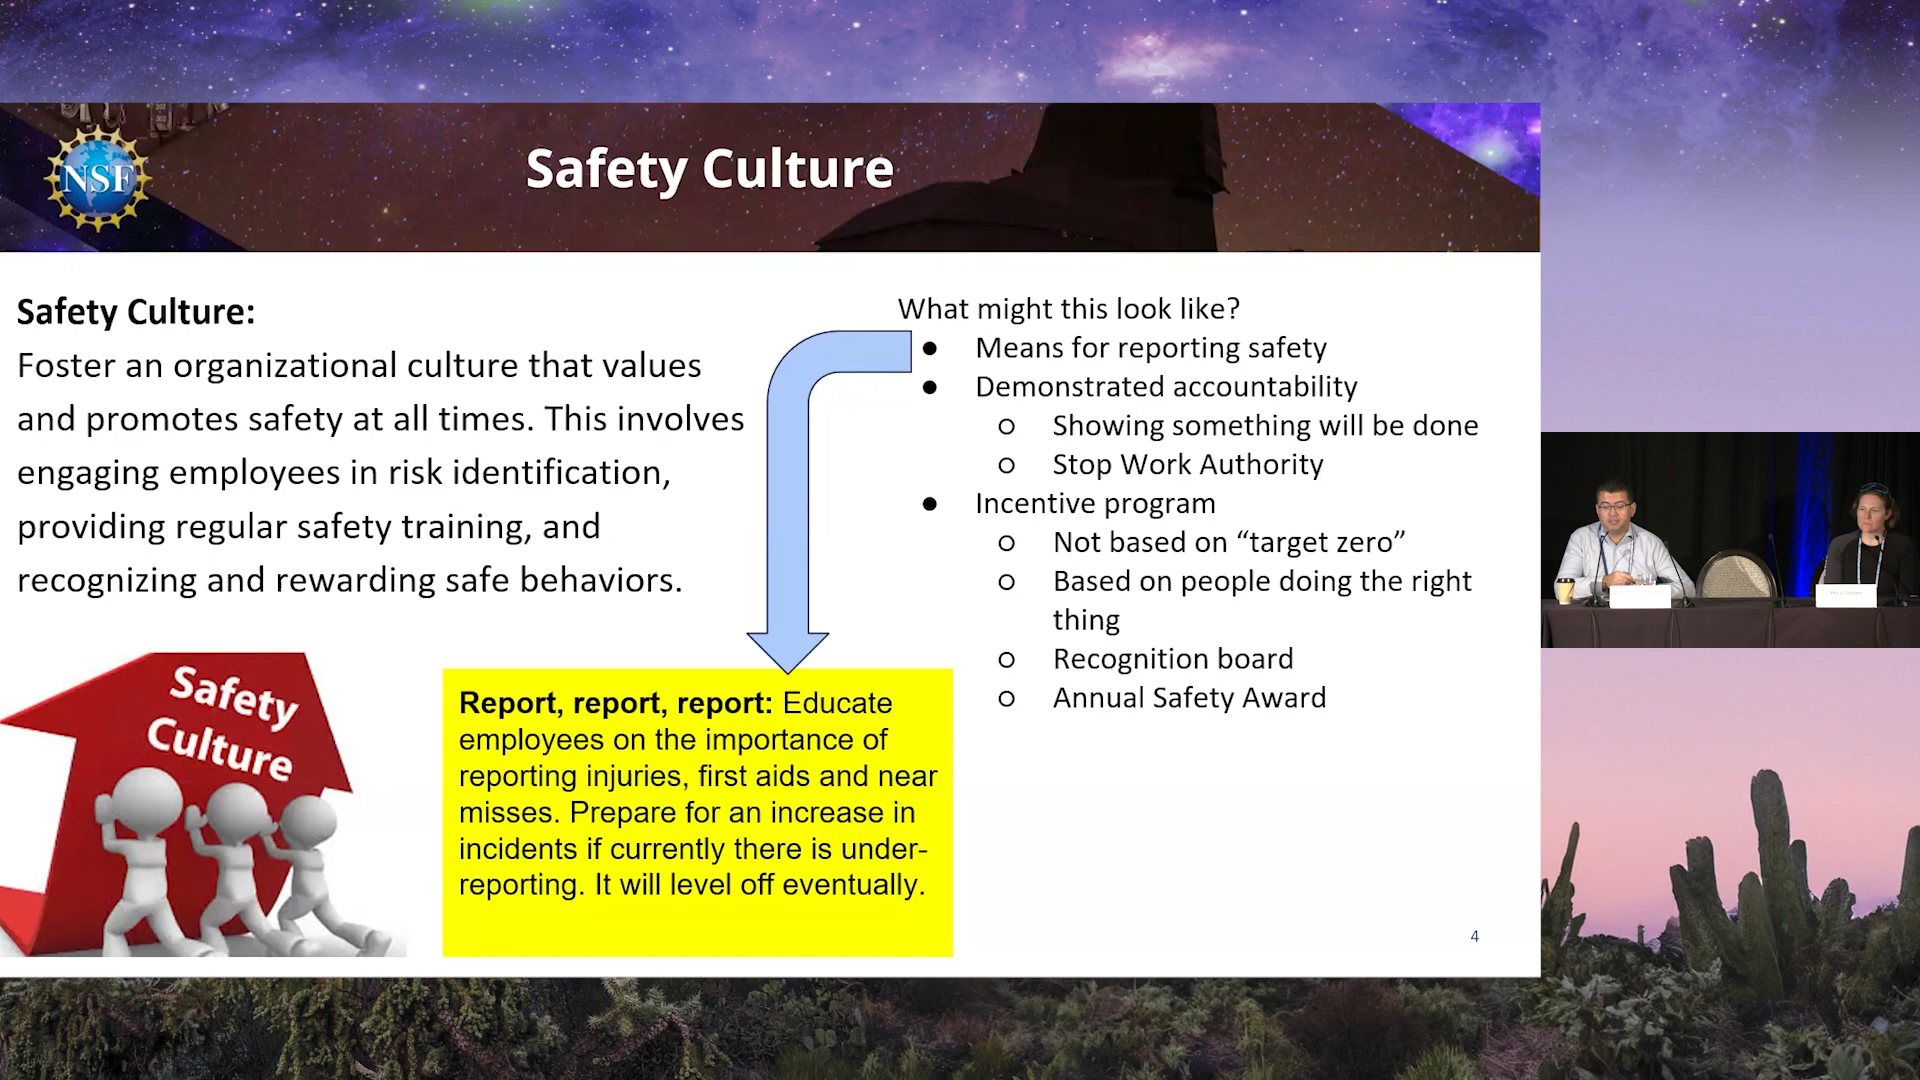 NSF
Safety Culture
Safety Culture:
Foster an organizational culture that values
and promotes safety at all times. This involves
engaging employees in risk identification,
providing regular safety training, and
recognizing and rewarding safe behaviors.
What might this look like?
● Means for reporting safety
● Demonstrated accountability
○ Showing something will be done
○ Stop Work Authority
● Incentive program
○ Not based on “target zero”
○ Based on people doing the right
thing
○ Recognition board
○ Annual Safety Award
Safety
Culture
Report, report, report: Educate
employees on the importance of
reporting injuries, first aids and near
misses. Prepare for an increase in
incidents if currently there is under-
reporting. It will level off eventually.
4